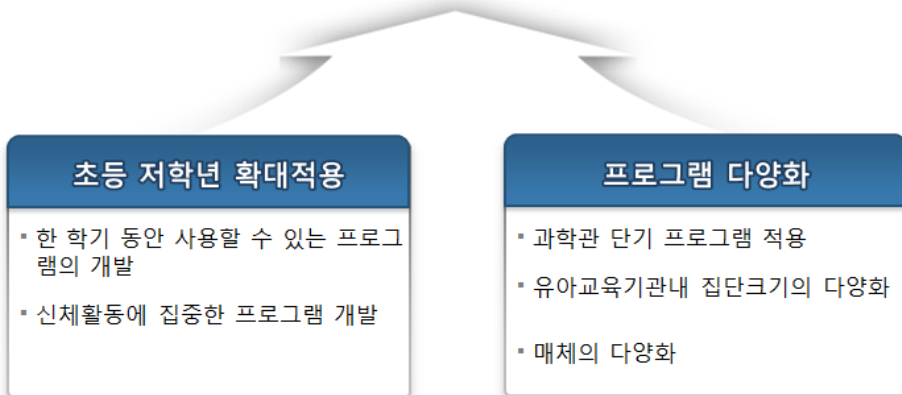 초등 저학년 확대적용
▪ 한 학기 동안 사용할 수 있는 프로그
램의 개발
▪ 신체활동에 집중한 프로그램 개발
프로그램 다양화
▪ 과학관 단기 프로그램 적용
▪ 유아교육기관내 집단크기의 다양화
▪ 매체의 다양화